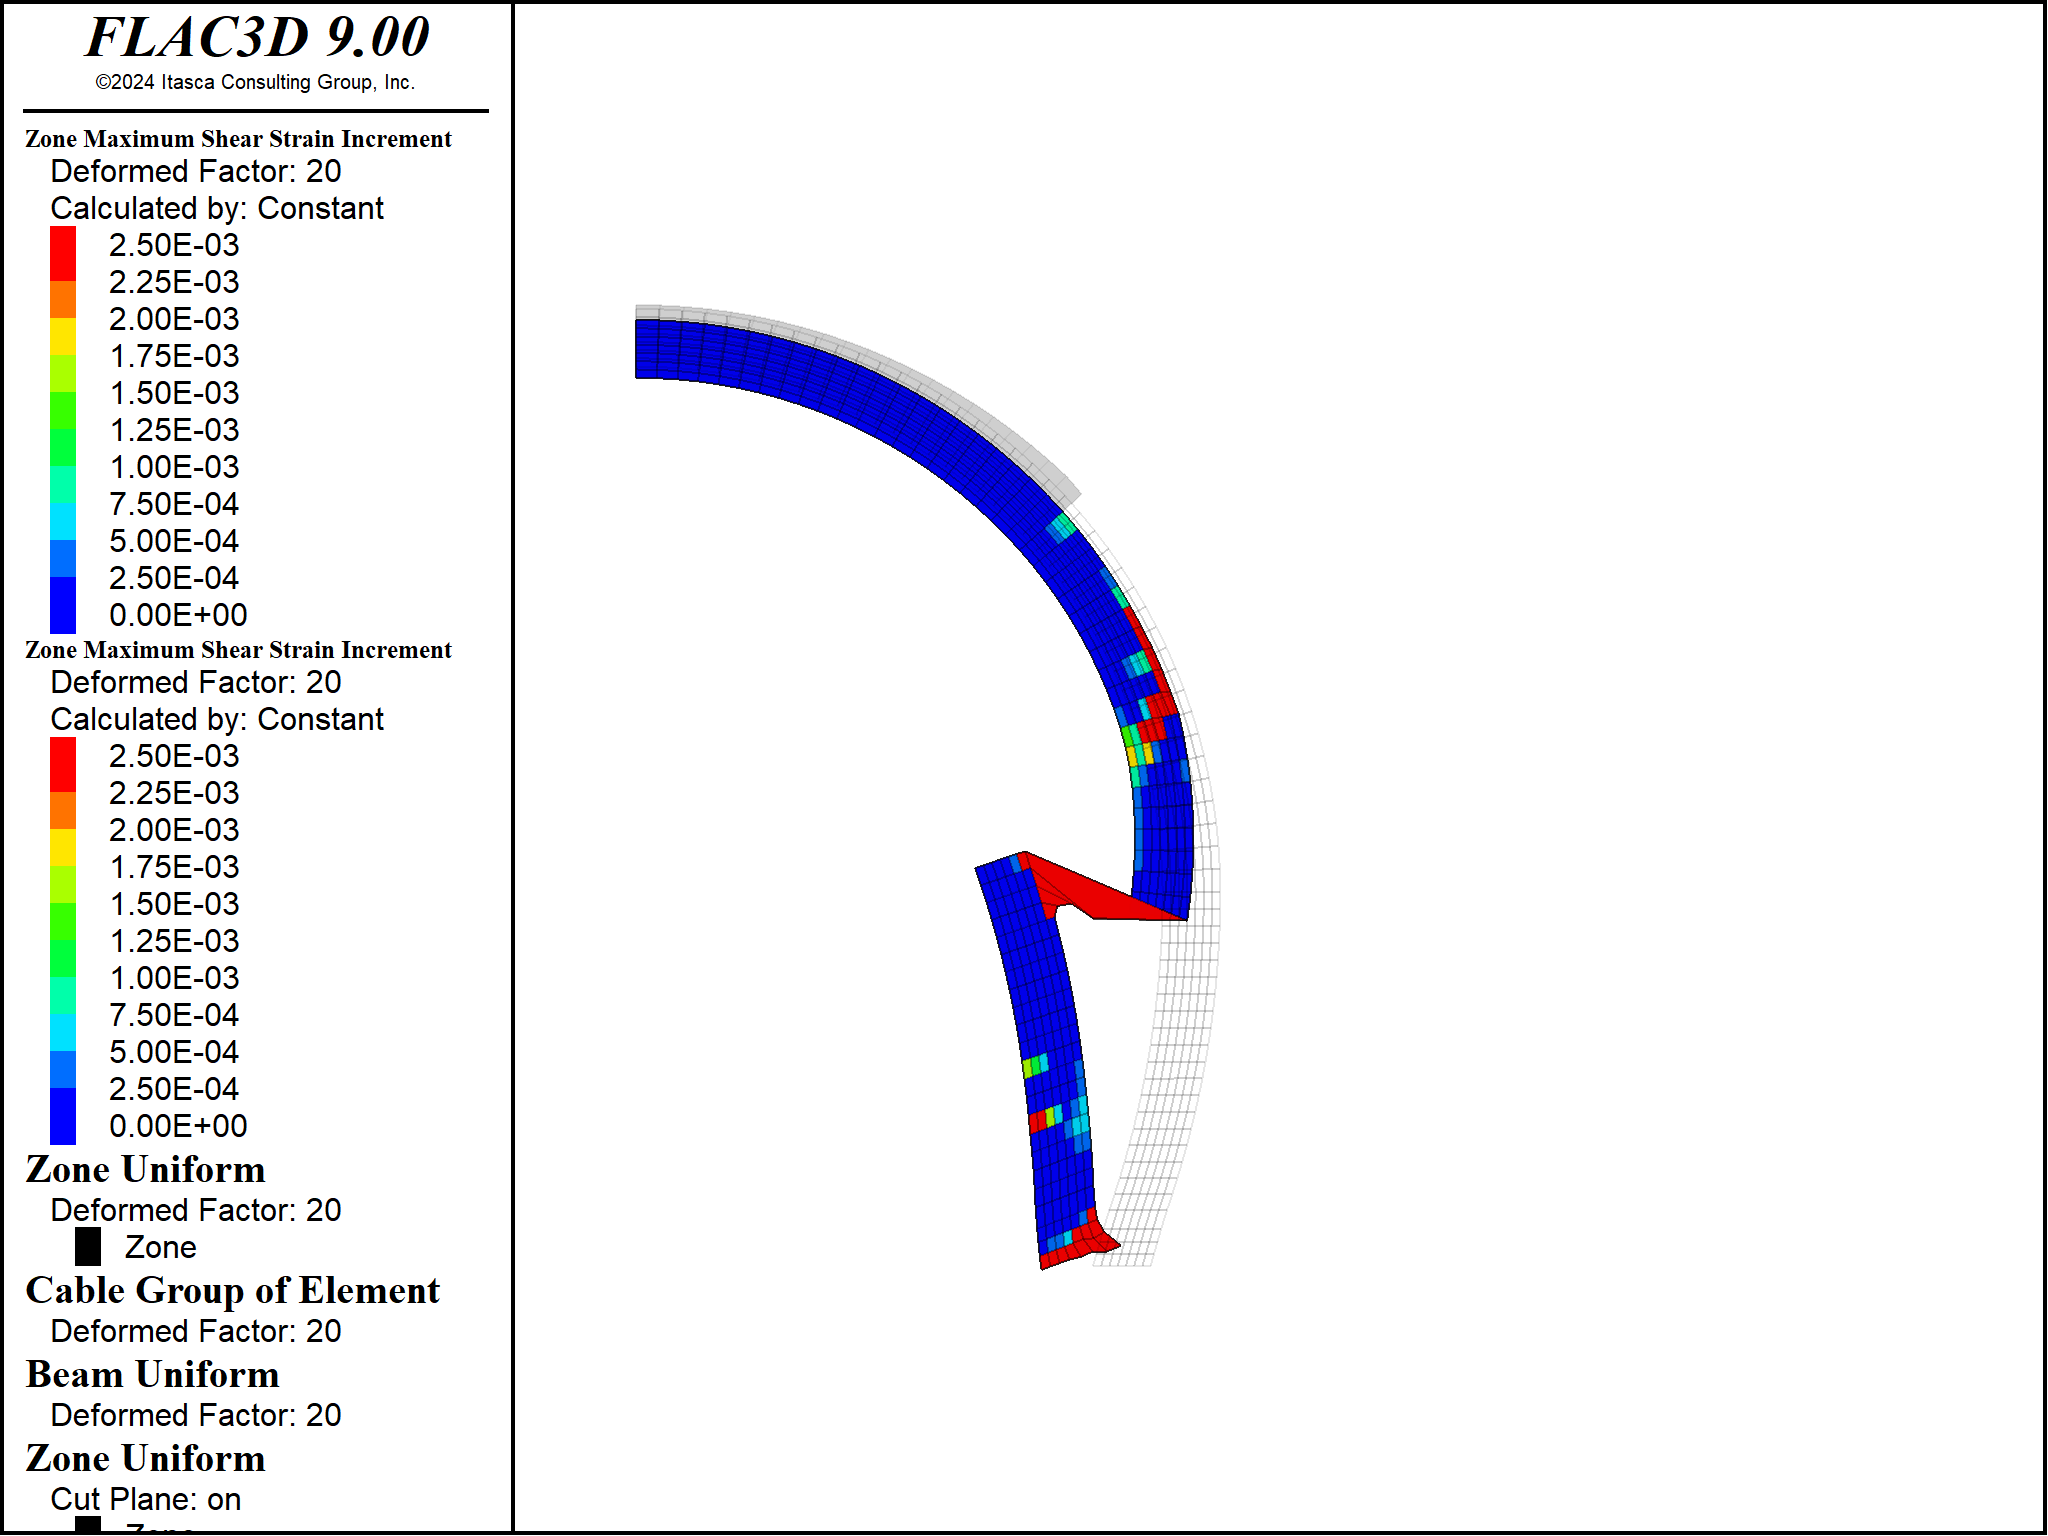 FLAC3D 9.00
©2024 Itasca Consulting Group, Inc.
Zone Maximum Shear Strain Increment
Deformed Factor: 20
Calculated by: Constant
2.50E-03
2.25E-03
2.00E-03
1.75E-03
1.50E-03
1.25E-03
1.00E-03
7.50E-04
5.00E-04
2.50E-04
0.00E+00
Zone Maximum Shear Strain Increment
Deformed Factor: 20
Calculated by: Constant
2.50E-03
2.25E-03
2.00E-03
1.75E-03
1.50E-03
1.25E-03
1.00E-03
7.50E-04
5.00E-04
2.50E-04
0.00E+00
Zone Uniform
Deformed Factor: 20
Zone
Cable Group of Element
Deformed Factor: 20
Beam Uniform
Deformed Factor: 20
Zone Uniform
Cut Plane: on
Zone